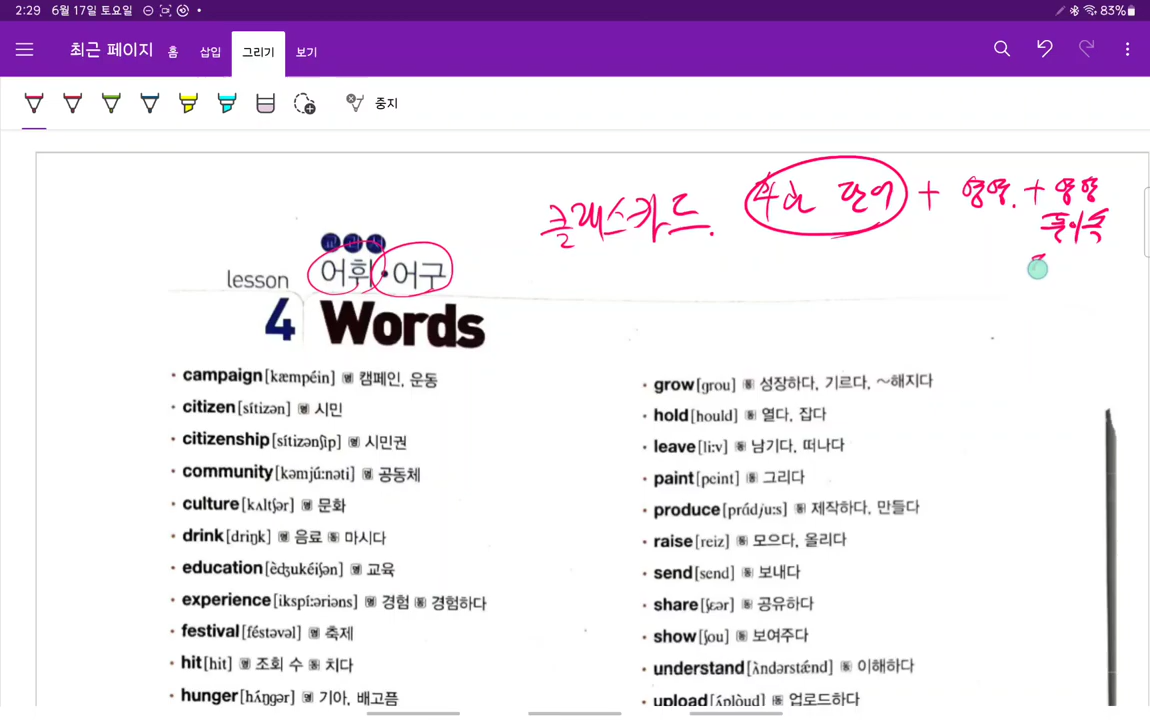 2:29 6월 17일 토요일
83%
최근 페이지 홈 삽입 그리기 보기
중지
클래스카드. 단어 + 영영. + 영영
풀이속
교과서
lesson 어휘·어구
4 Words
· campaign[kæmpéin] 명 캠페인, 운동
· citizen[sítizən] 명 시민
· citizenship[sítizənʃìp] 명 시민권
· community[kəmjú:nəti] 명 공동체
· culture[kʌltʃər] 명 문화
· drink[driŋk] 명 음료 동 마시다
· education[èʤukéiʃən] 명 교육
· experience[ikspí:əriəns] 명 경험 동 경험하다
· festival[féstəvəl] 명 축제
· hit[hit] 명 조회 수 동 치다
· hunger[hʌ́ŋgər] 명 기아, 배고픔
· grow[grou] 동 성장하다, 기르다, ~해지다
· hold[hould] 동 열다, 잡다
· leave[li:v] 동 남기다, 떠나다
· paint[peint] 동 그리다
· produce[prádju:s] 동 제작하다, 만들다
· raise[reiz] 동 모으다, 올리다
· send[send] 동 보내다
· share[ʃɛər] 동 공유하다
· show[ʃou] 동 보여주다
· understand[ʌ̀ndərstǽnd] 동 이해하다
· upload[ʌ́plòud] 동 업로드하다